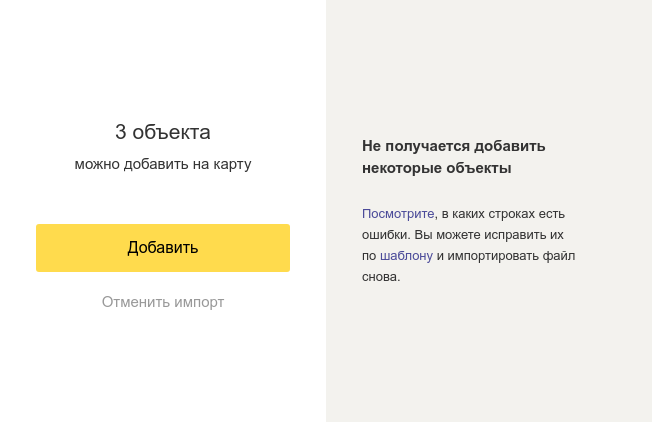 3 объекта
можно добавить на карту
Добавить
Отменить импорт
Не получается добавить
некоторые объекты
Посмотрите, в каких строках есть
ошибки. Вы можете исправить их
по шаблону и импортировать файл
снова.